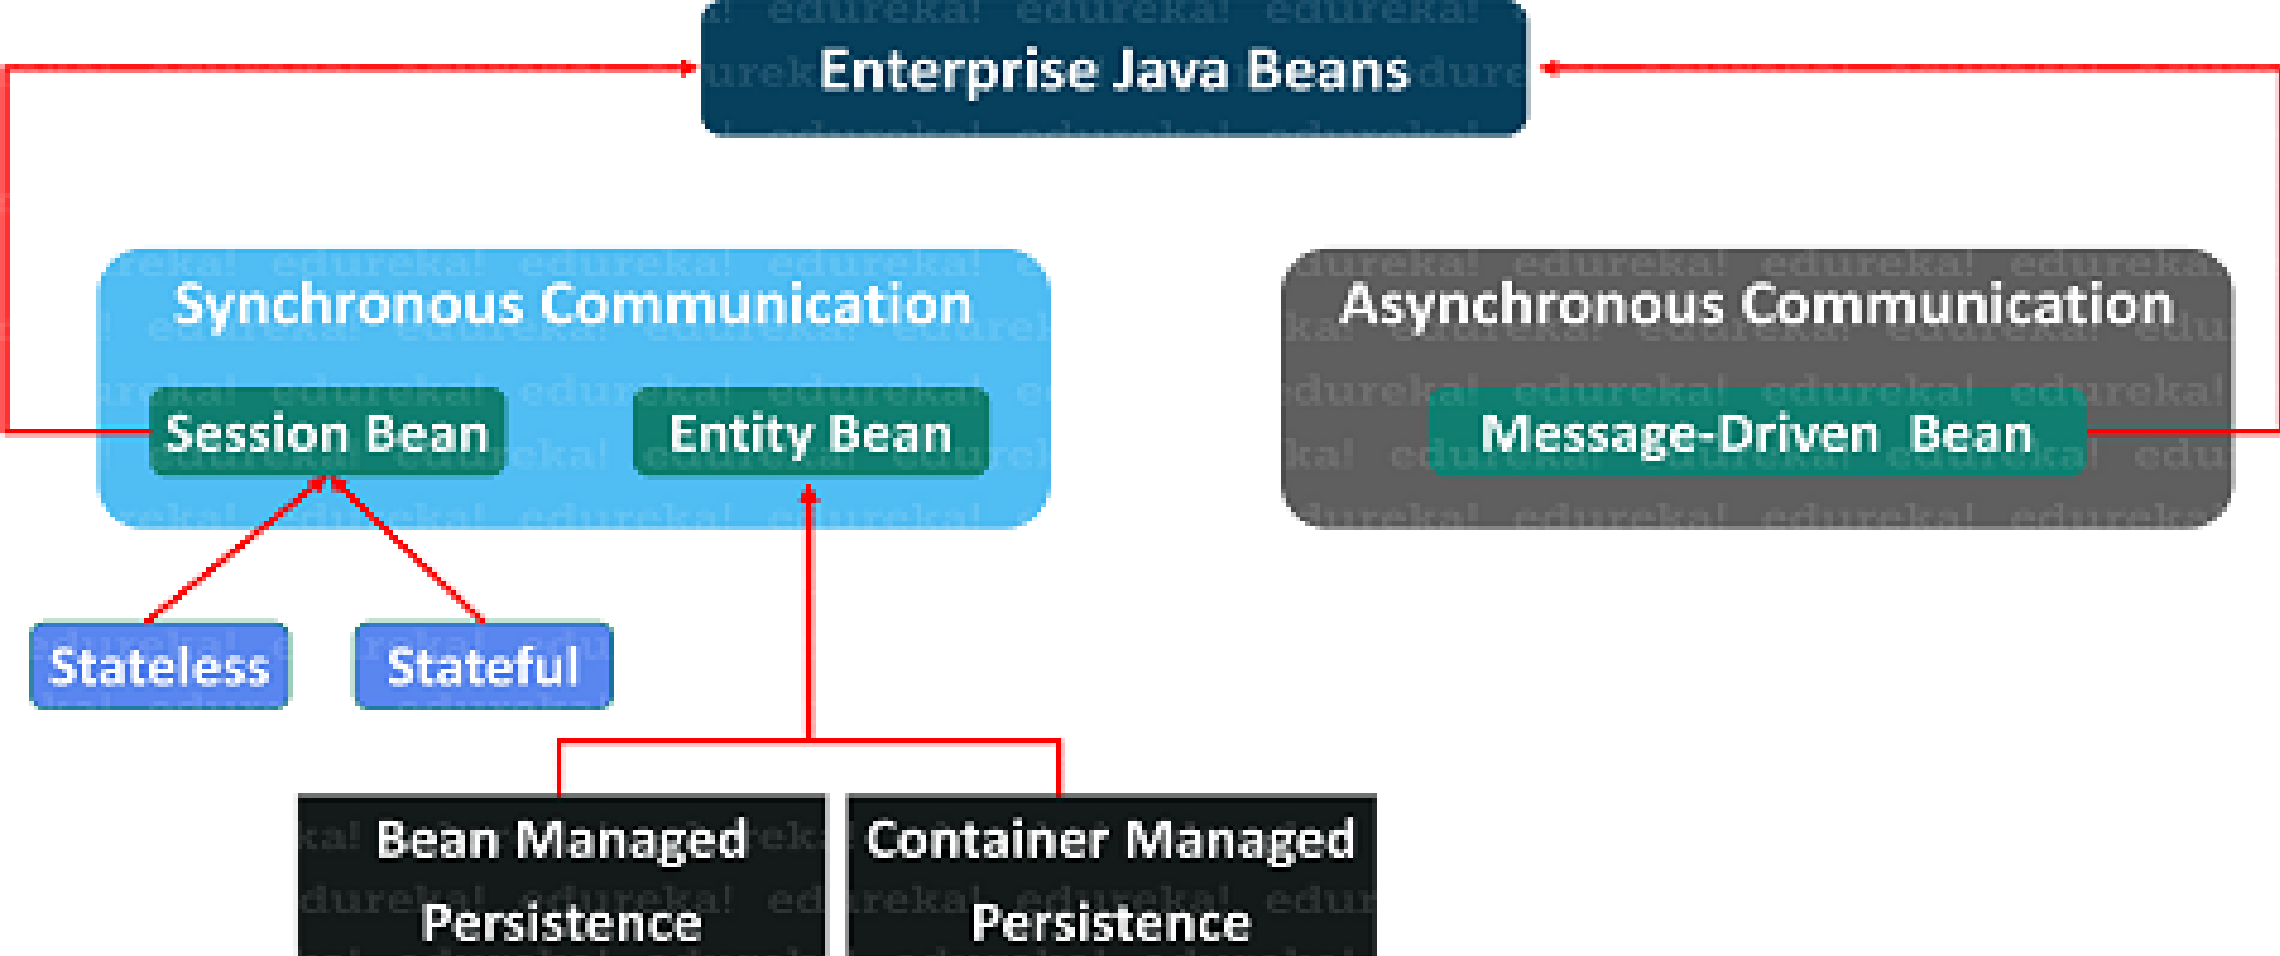 Enterprise Java Beans
Synchronous Communication
Asynchronous Communication
Session Bean
Entity Bean
Message-Driven Bean
Stateless
Stateful
Bean Managed
Persistence
Container Managed
Persistence
edureka!